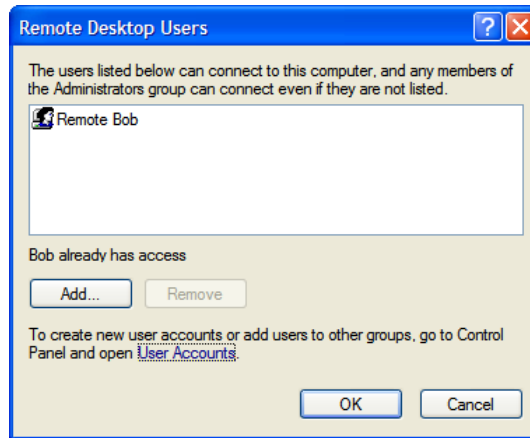 Remote Desktop Users
The users listed below can connect to this computer, and any members of
the Administrators group can connect even if they are not listed.
Remote Bob
Bob already has access
Add... Remove
To create new user accounts or add users to other groups, go to Control
Panel and open User Accounts.
OK Cancel